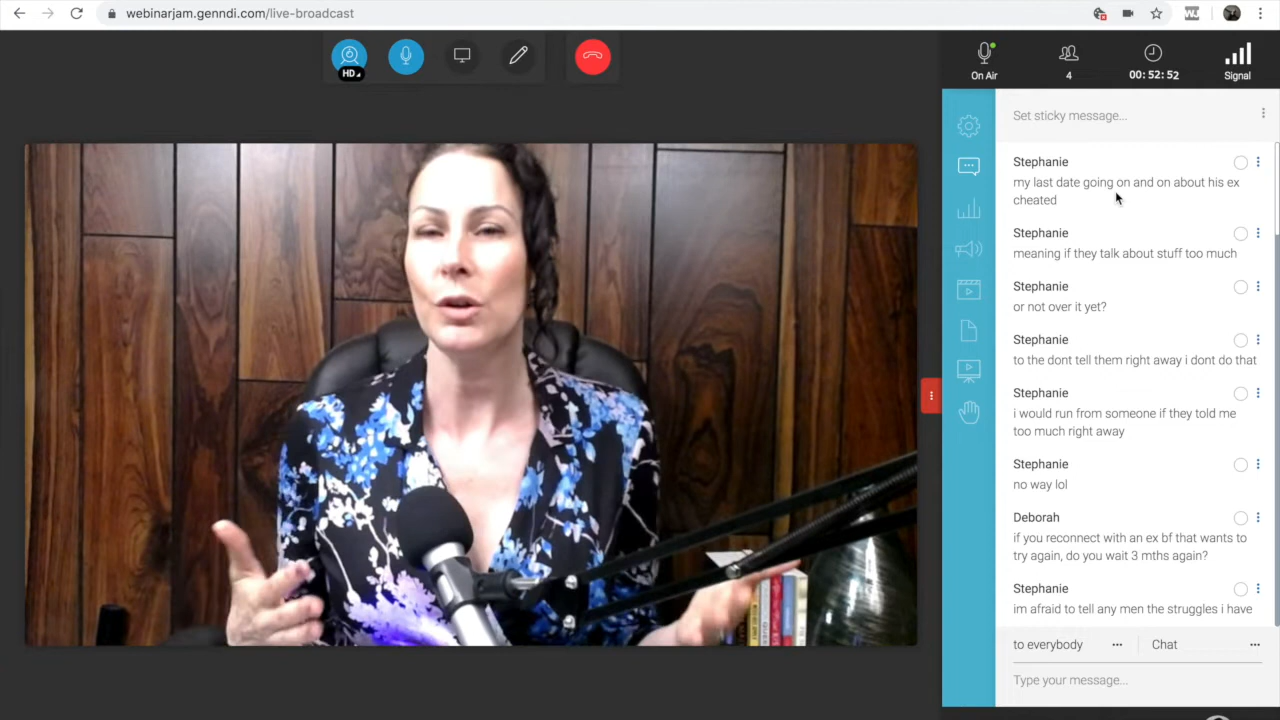 webinarjam.genndi.com/live-broadcast
HD
On Air
4
00:52:52
Signal
Set sticky message...
Stephanie
my last date going on and on about his ex
cheated
Stephanie
meaning if they talk about stuff too much
Stephanie
or not over it yet?
Stephanie
to the dont tell them right away i dont do that
Stephanie
i would run from someone if they told me
too much right away
Stephanie
no way lol
Deborah
if you reconnect with an ex bf that wants to
try again, do you wait 3 mths again?
Stephanie
im afraid to tell any men the struggles i have
to everybody
Chat
Type your message...